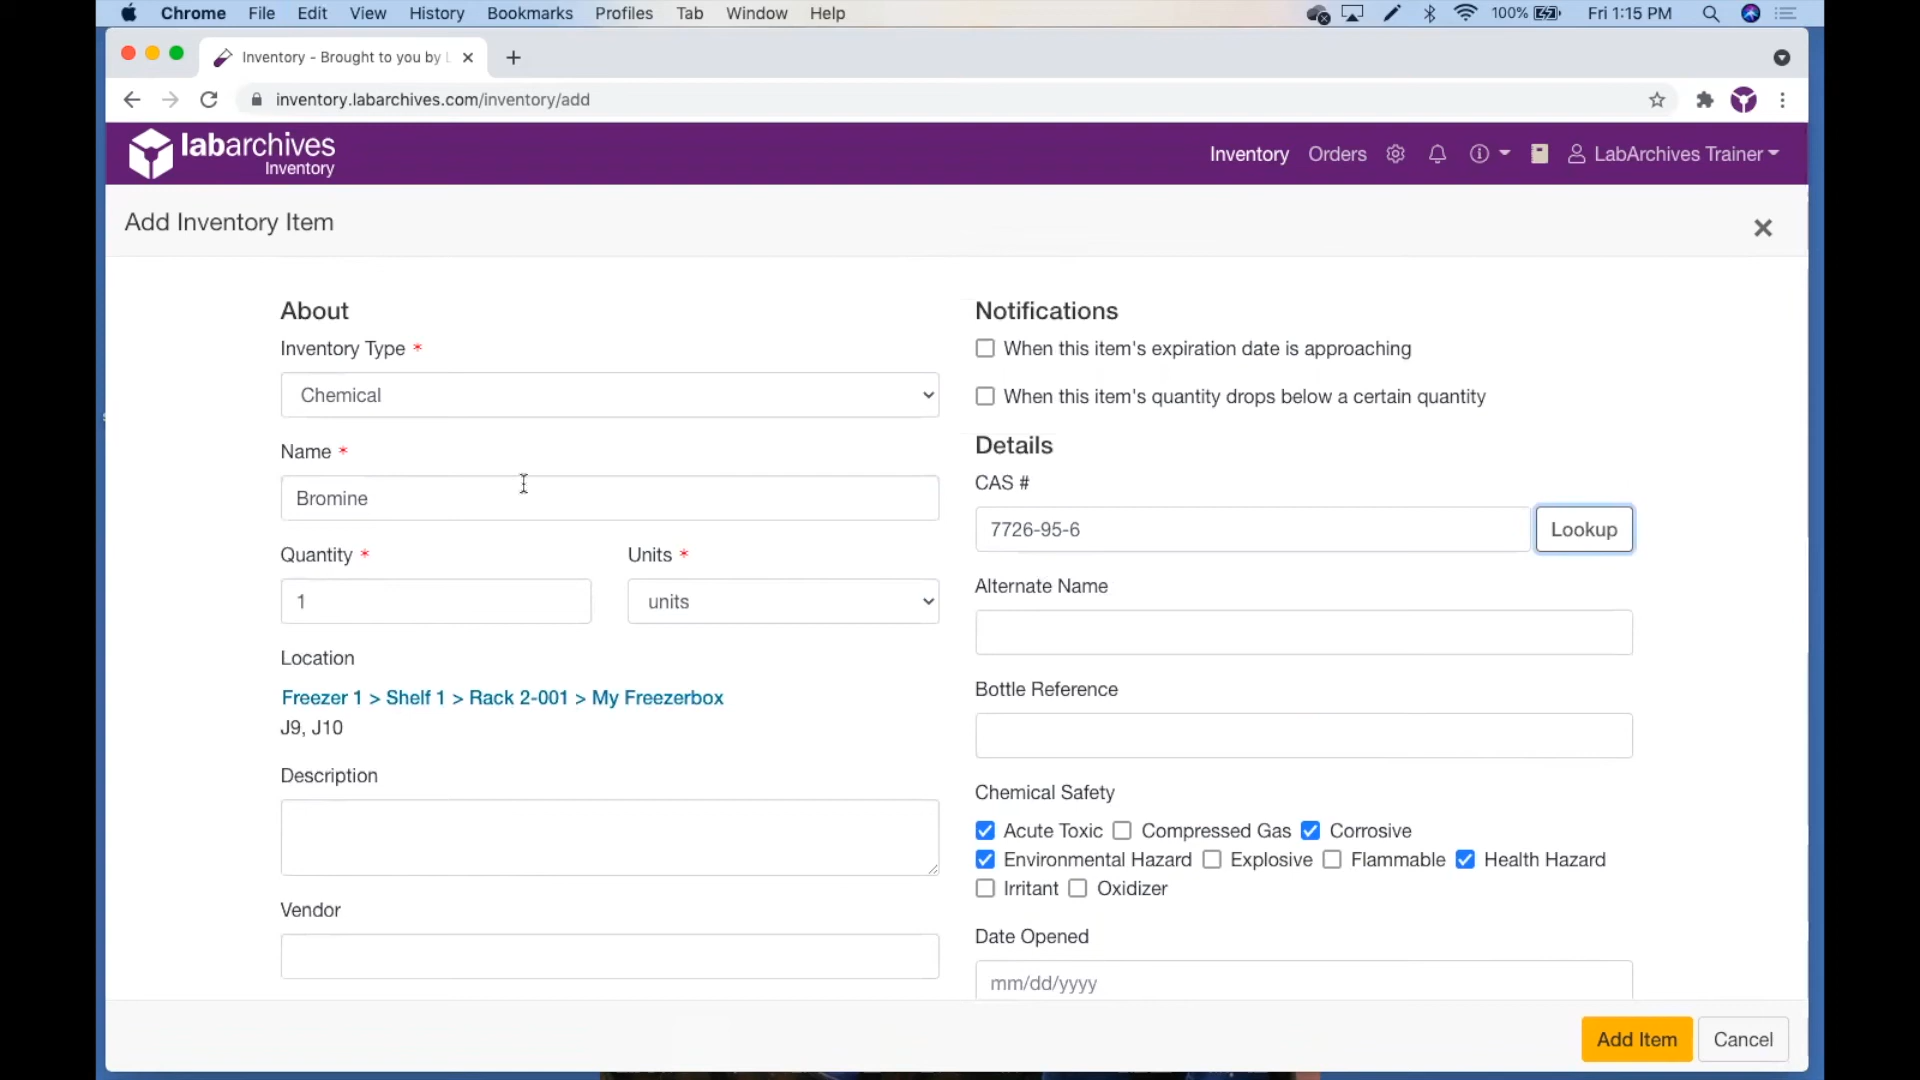 Chrome File Edit View History Bookmarks Profiles Tab Window Help 100% Fri 1:15 PM
Inventory - Brought to you by
inventory.labarchives.com/inventory/add
labarchives
Inventory
Inventory Orders LabArchives Trainer
Add Inventory Item
About
Inventory Type *
Chemical
Name *
Bromine
Quantity * Units *
1 units
Location
Freezer 1 > Shelf 1 > Rack 2-001 > My Freezerbox
J9, J10
Description
Vendor
Notifications
When this item's expiration date is approaching
When this item's quantity drops below a certain quantity
Details
CAS #
7726-95-6 Lookup
Alternate Name
Bottle Reference
Chemical Safety
Acute Toxic Compressed Gas Corrosive
Environmental Hazard Explosive Flammable Health Hazard
Irritant Oxidizer
Date Opened
mm/dd/yyyy
Add Item Cancel